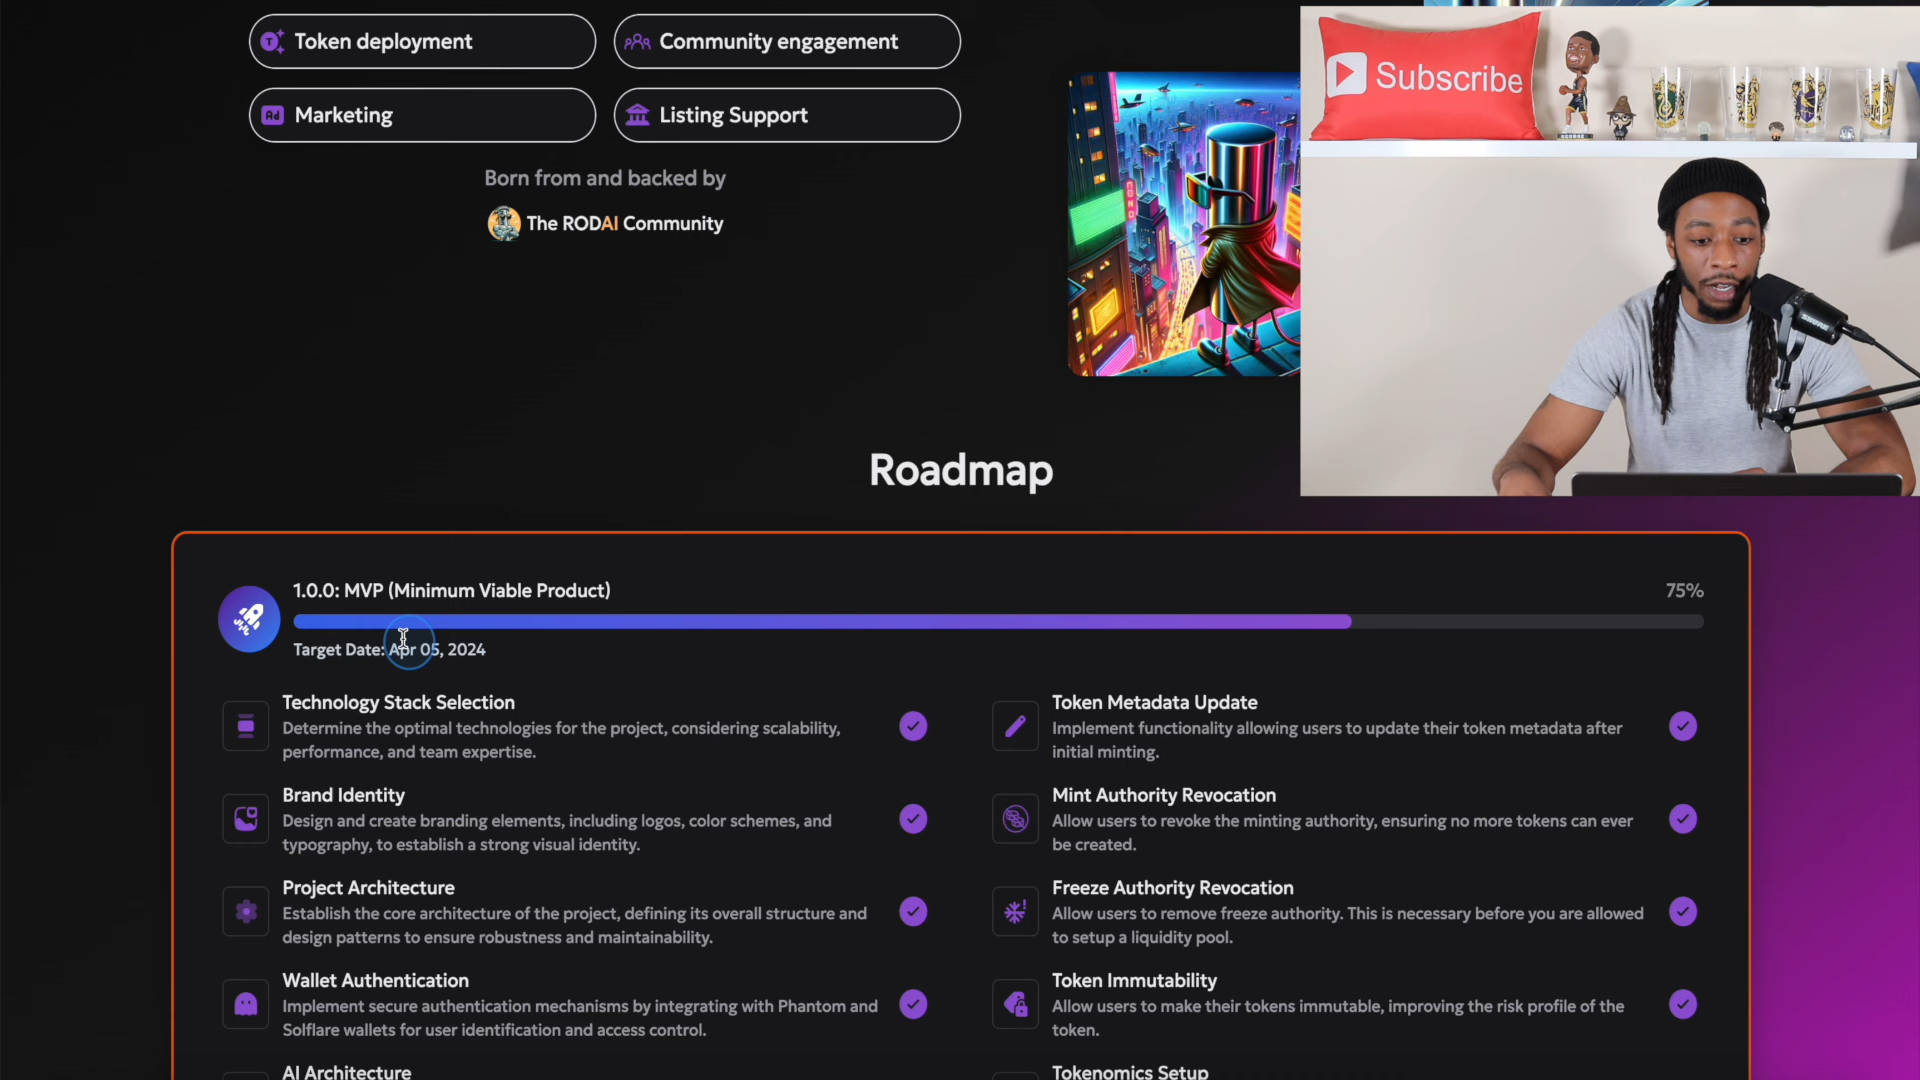 Token deployment
Community engagement
Marketing
Listing Support
Born from and backed by
The RODAI Community
Subscribe
SHURE
Roadmap
1.0.0: MVP (Minimum Viable Product)
75%
Target Date: Apr 05, 2024
Technology Stack Selection
Determine the optimal technologies for the project, considering scalability,
performance, and team expertise.
Token Metadata Update
Implement functionality allowing users to update their token metadata after
initial minting.
Brand Identity
Design and create branding elements, including logos, color schemes, and
typography, to establish a strong visual identity.
Mint Authority Revocation
Allow users to revoke the minting authority, ensuring no more tokens can ever
be created.
Project Architecture
Establish the core architecture of the project, defining its overall structure and
design patterns to ensure robustness and maintainability.
Freeze Authority Revocation
Allow users to remove freeze authority. This is necessary before you are allowed
to setup a liquidity pool.
Wallet Authentication
Implement secure authentication mechanisms by integrating with Phantom and
Solflare wallets for user identification and access control.
Token Immutability
Allow users to make their tokens immutable, improving the risk profile of the
token.
AI Architecture
Tokenomics Setup